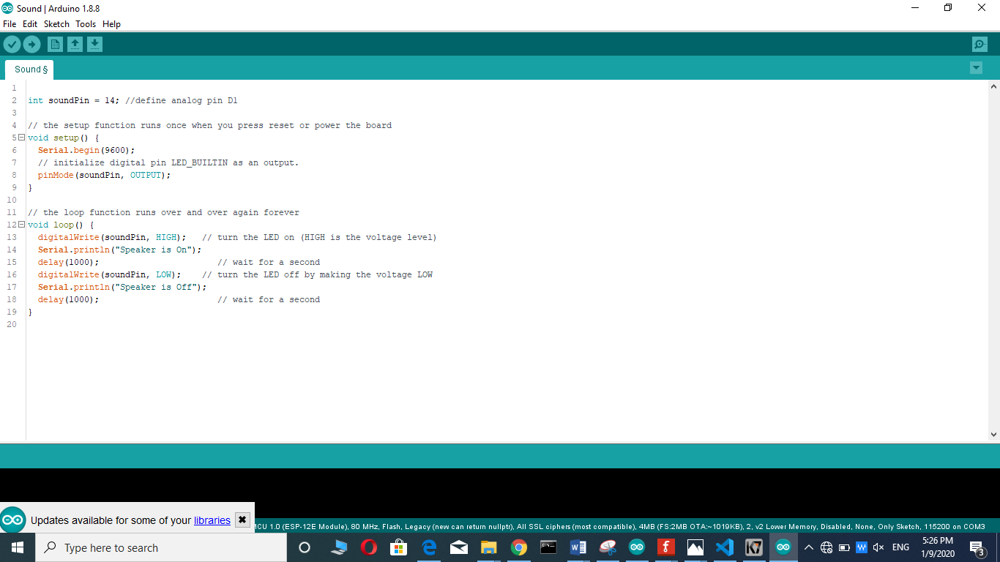 Sound | Arduino 1.8.8
File Edit Sketch Tools Help
Sound §
1
2 int soundPin = 14; //define analog pin D1
3
4 // the setup function runs once when you press reset or power the board
5 void setup() {
6 Serial.begin(9600);
7 // initialize digital pin LED_BUILTIN as an output.
8 pinMode(soundPin, OUTPUT);
9 }
10
11 // the loop function runs over and over again forever
12 void loop() {
13 digitalWrite(soundPin, HIGH); // turn the LED on (HIGH is the voltage level)
14 Serial.println("Speaker is On");
15 delay(1000); // wait for a second
16 digitalWrite(soundPin, LOW); // turn the LED off by making the voltage LOW
17 Serial.println("Speaker is Off");
18 delay(1000); // wait for a second
19 }
20
Updates available for some of your libraries
MCU 1.0 (ESP-12E Module), 80 MHz, Flash, Legacy (new can return nullptr), All SSL ciphers (most compatible), 4MB (FS:2MB OTA:~1019KB), 2, v2 Lower Memory, Disabled, None, Only Sketch, 115200 on COM3
Type here to search
ENG
5:26 PM
1/9/2020
3